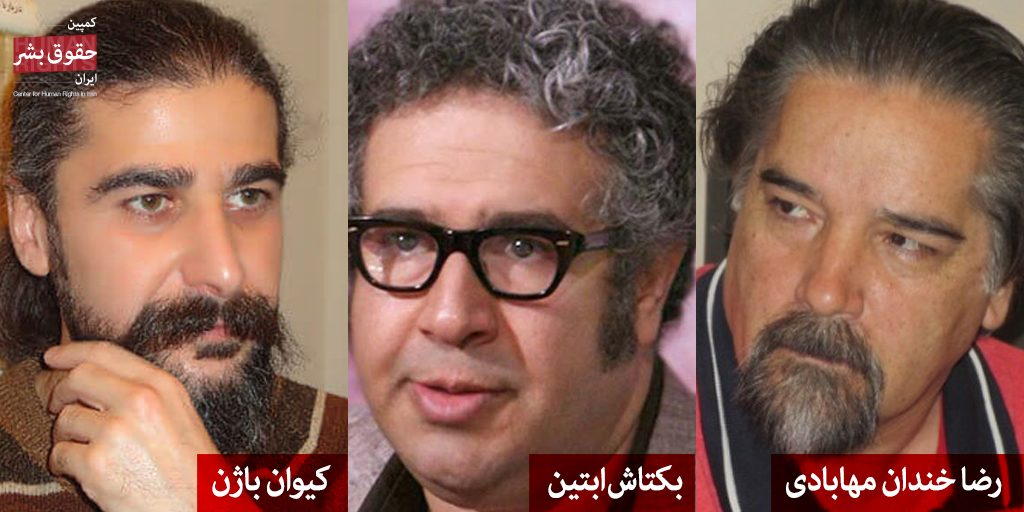 کمپین
حقوق بشر
ایران
Center for Human Rights in Iran
رضا خندان مهابادی
بکتاش ابتین
کیوان باژن